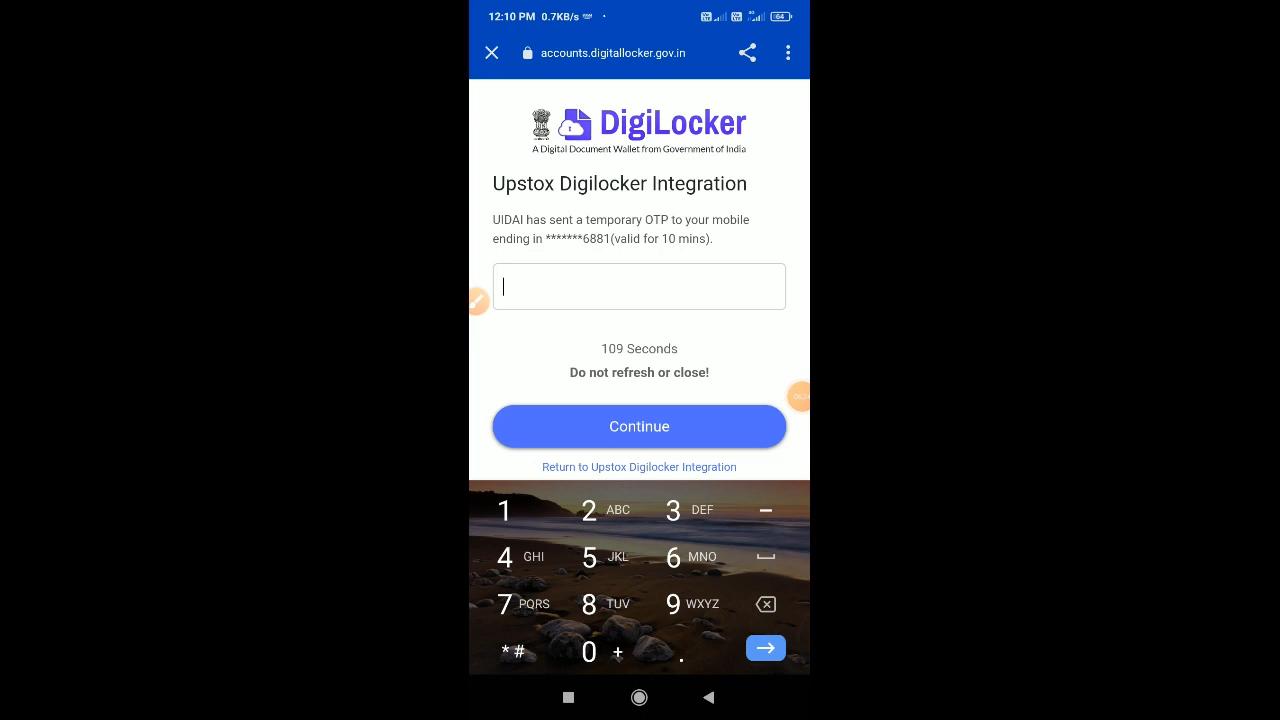 12:10 PM 0.7KB/s
64
accounts.digitallocker.gov.in
DigiLocker
A Digital Document Wallet from Government of India
Upstox Digilocker Integration
UIDAI has sent a temporary OTP to your mobile
ending in *******6881(valid for 10 mins).
109 Seconds
Do not refresh or close!
Continue
Return to Upstox Digilocker Integration
1 2 ABC 3 DEF -
4 GHI 5 JKL 6 MNO
7 PQRS 8 TUV 9 WXYZ
* # 0 + .